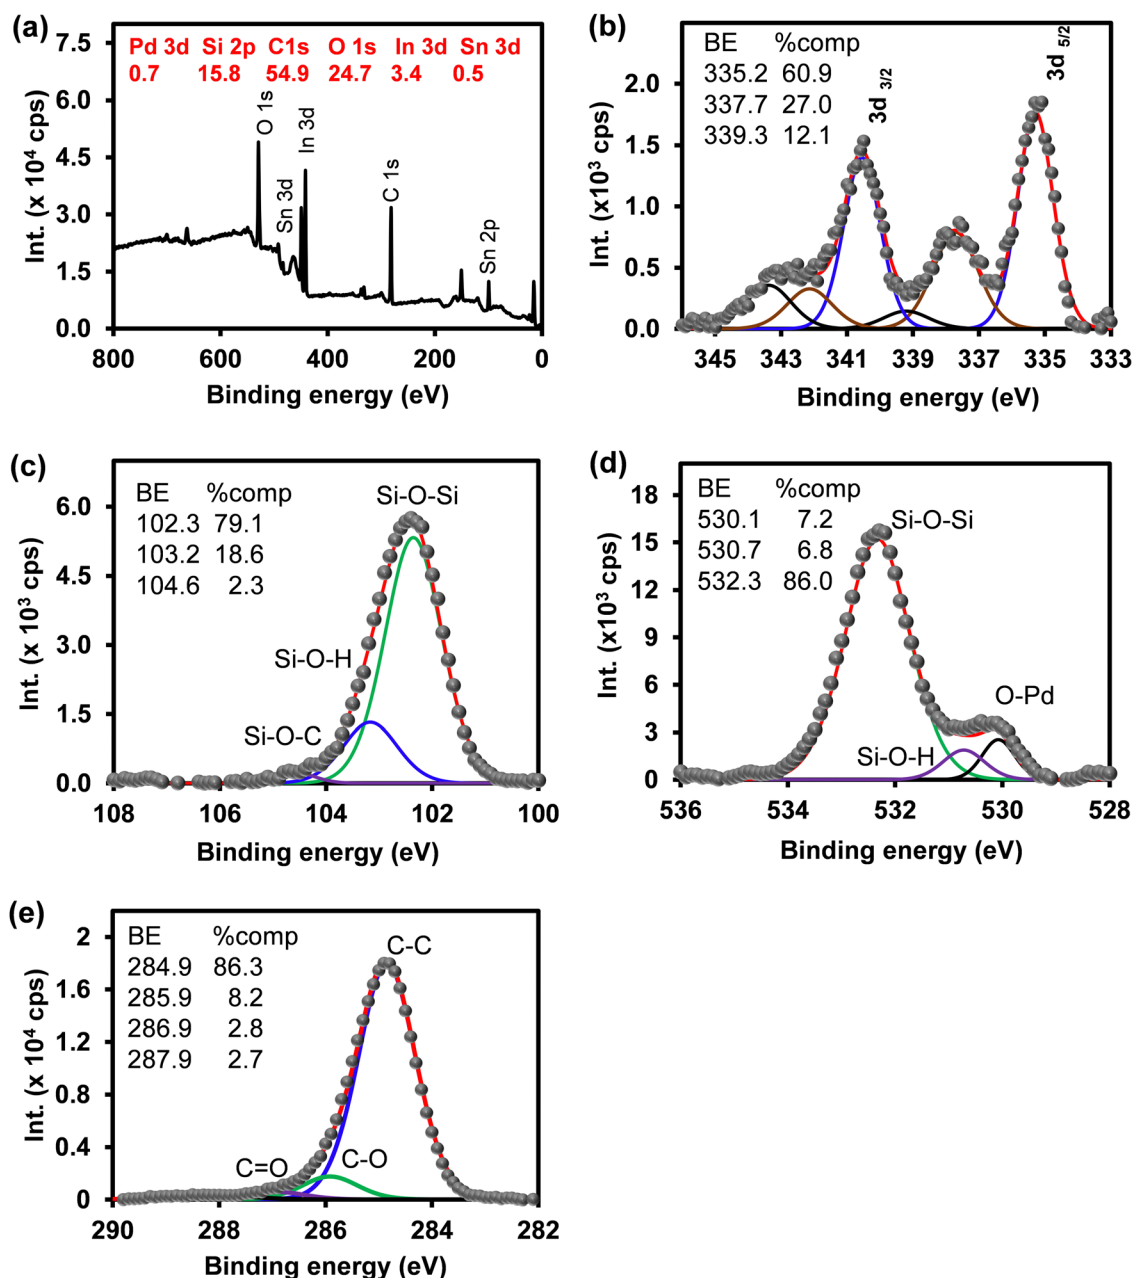 (a)
Pd 3d Si 2p C1s O 1s In 3d Sn 3d
0.7 15.8 54.9 24.7 3.4 0.5
O 1s
Sn 3d
In 3d
C 1s
Sn 2p
7.5
6.0
4.5
3.0
1.5
0.0
Int. (x 10⁴ cps)
800 600 400 200 0
Binding energy (eV)
(b)
BE %comp
335.2 60.9
337.7 27.0
339.3 12.1
3d 3/2
3d 5/2
2.0
1.5
1.0
0.5
0.0
Int. (x10³ cps)
345 343 341 339 337 335 333
Binding energy (eV)
(c)
BE %comp
102.3 79.1
103.2 18.6
104.6 2.3
Si-O-Si
Si-O-H
Si-O-C
6.0
4.5
3.0
1.5
0.0
Int. (x 10³ cps)
108 106 104 102 100
Binding energy (eV)
(d)
BE %comp
530.1 7.2
530.7 6.8
532.3 86.0
Si-O-Si
O-Pd
Si-O-H
18
15
12
9
6
3
0
Int. (x10³ cps)
536 534 532 530 528
Binding energy (eV)
(e)
BE %comp
284.9 86.3
285.9 8.2
286.9 2.8
287.9 2.7
C-C
C=O
C-O
2
1.6
1.2
0.8
0.4
0
Int. (x 10⁴ cps)
290 288 286 284 282
Binding energy (eV)